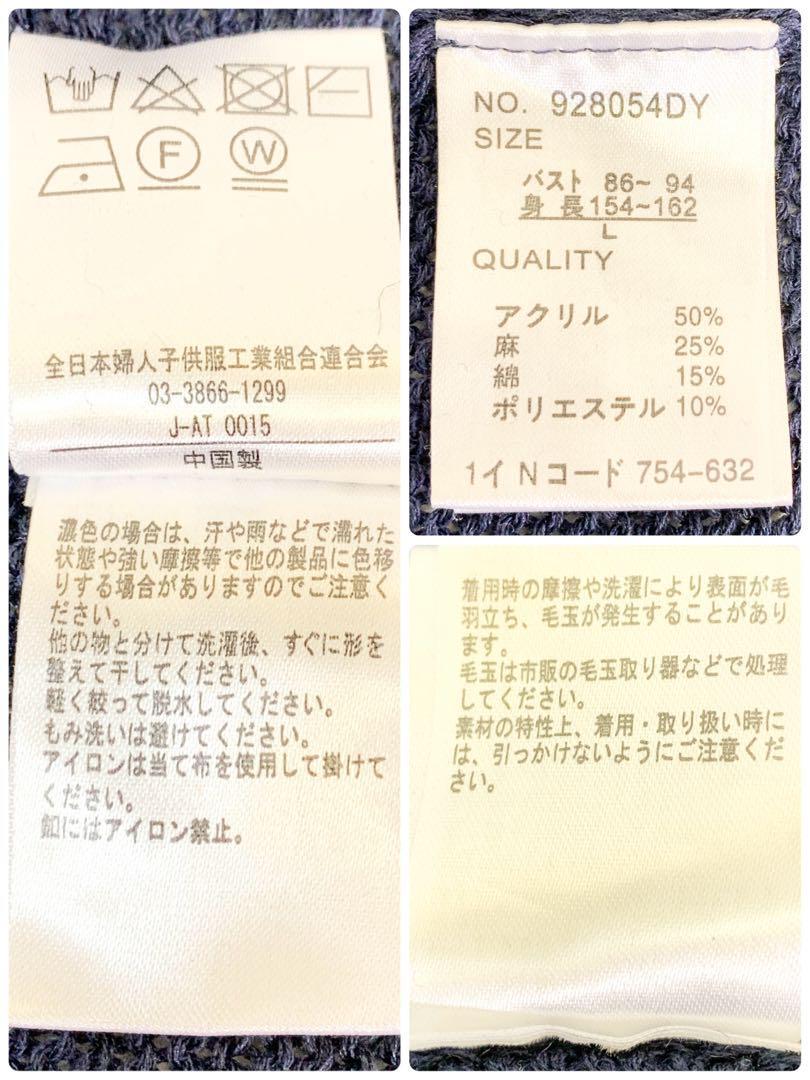 F W
全日本婦人子供服工業組合連合会
03-3866-1299
J-AT 0015
中国製
濃色の場合は、汗や雨などで濡れた
状態や強い摩擦等で他の製品に色移
りする場合がありますのでご注意く
ださい。
他の物と分けて洗濯後、すぐに形を
整えて干してください。
軽く絞って脱水してください。
もみ洗いは避けてください。
アイロンは当て布を使用して掛けて
ください。
釦にはアイロン禁止。
NO. 928054DY
SIZE
バスト 86~ 94
身 長154~162
L
QUALITY
アクリル 50%
麻 25%
綿 15%
ポリエステル 10%
1イ Nコード 754-632
着用時の摩擦や洗濯により表面が毛
羽立ち、毛玉が発生することがあり
ます。
毛玉は市販の毛玉取り器などで処理
してください。
素材の特性上、着用・取り扱い時に
は、引っかけないようにご注意くだ
さい。